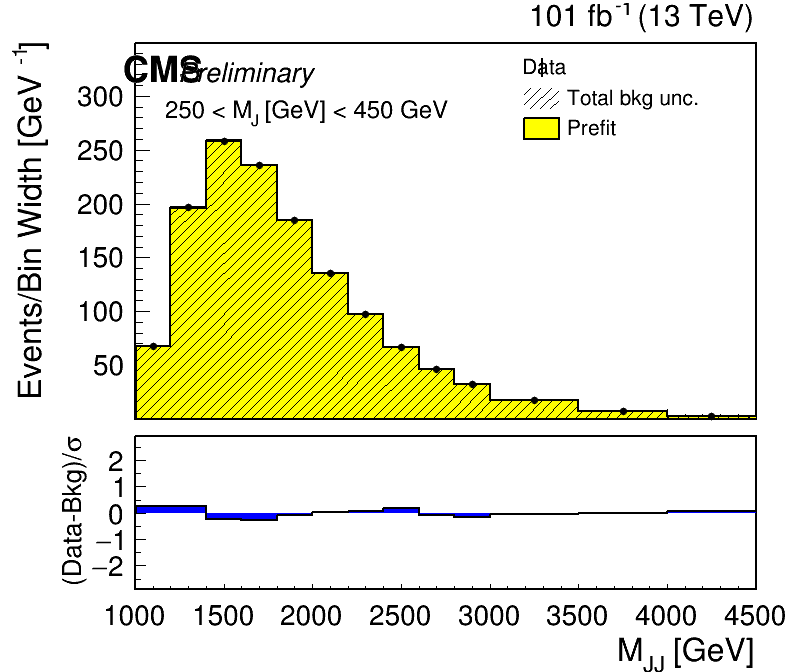 101 fb⁻¹ (13 TeV)
CMS Preliminary
250 < M_J [GeV] < 450 GeV
Data
Total bkg unc.
Prefit
Events/Bin Width [GeV⁻¹]
300
250
200
150
100
50
(Data-Bkg)/σ
2
1
0
−1
−2
1000 1500 2000 2500 3000 3500 4000 4500
M_JJ [GeV]